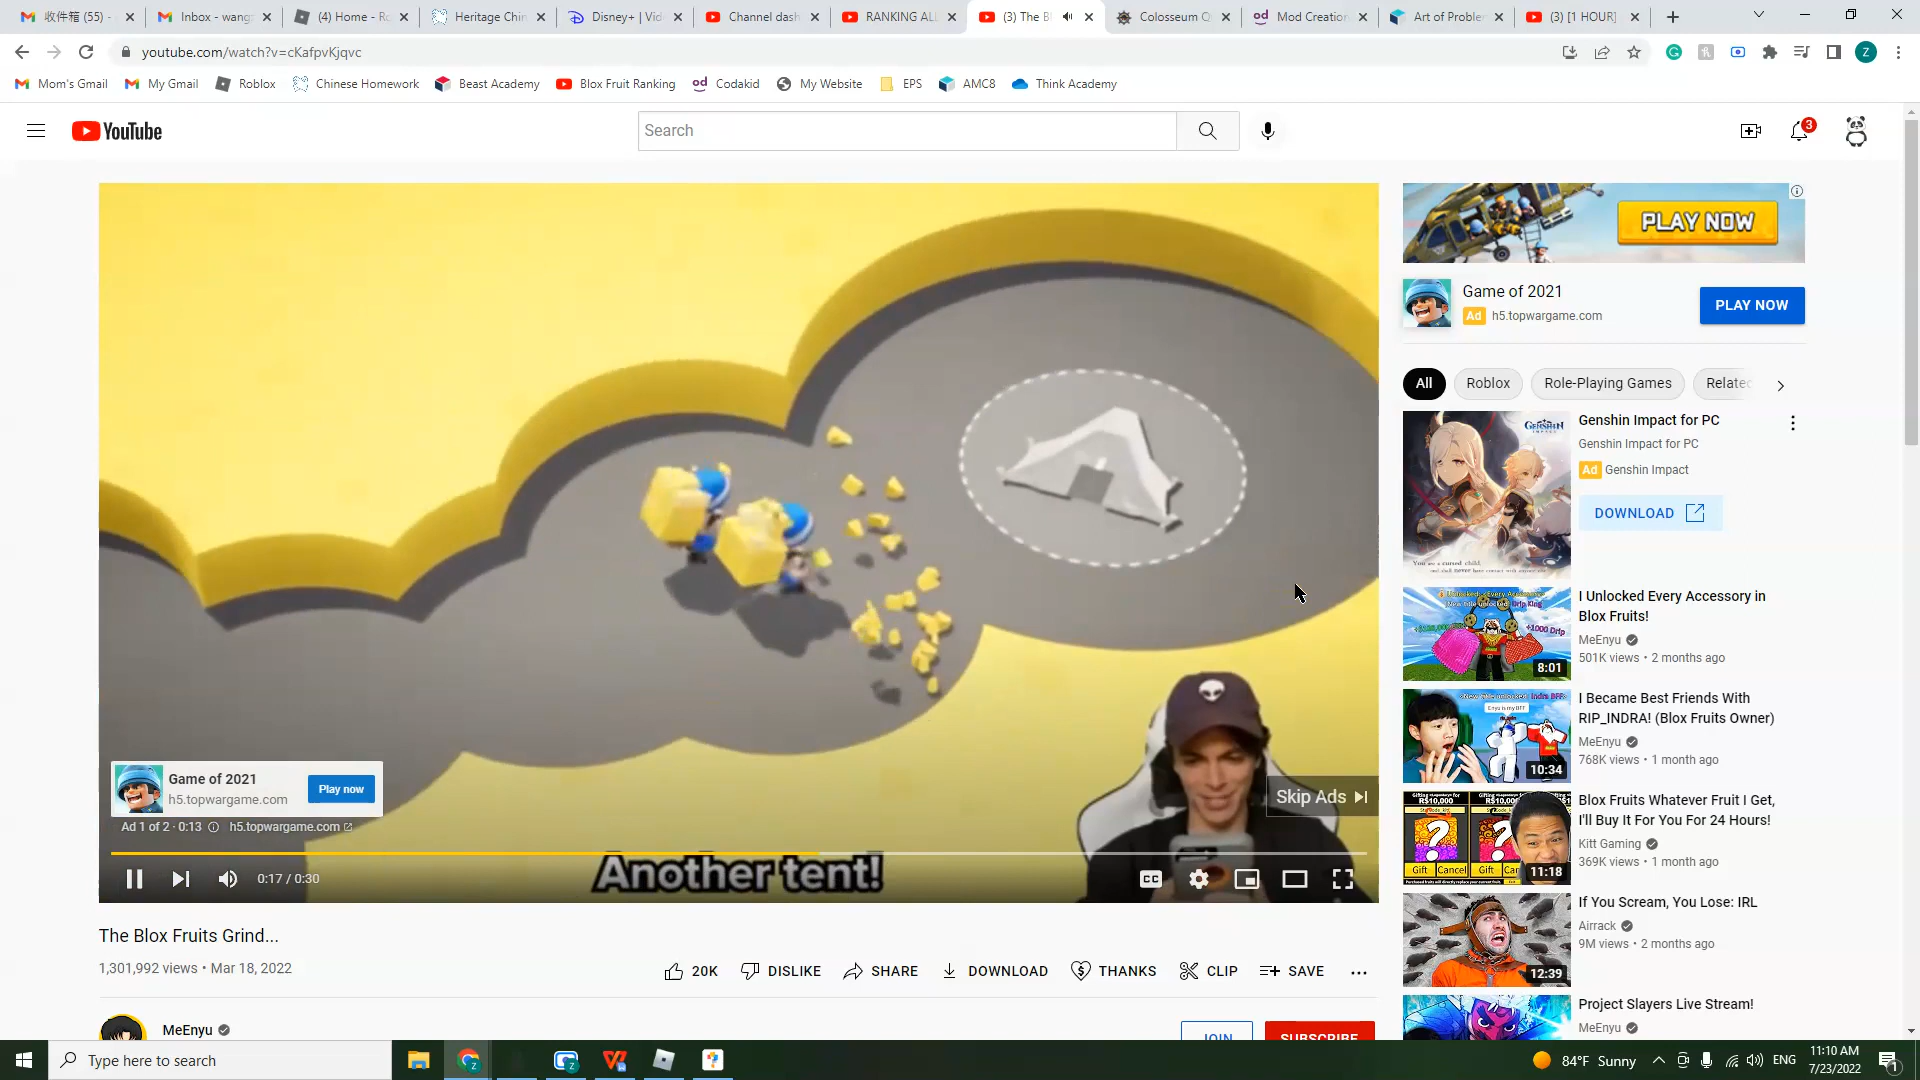 收件箱 (55) -
Inbox - wang
(4) Home - Ro
Heritage Chin
Disney+ | Vid
Channel dash
RANKING ALL
(3) The B
Colosseum Q
Mod Creation
Art of Problem
(3) [1 HOUR]
youtube.com/watch?v=cKafpvKjqvc
Mom's Gmail
My Gmail
Roblox
Chinese Homework
Beast Academy
Blox Fruit Ranking
Codakid
My Website
EPS
AMC8
Think Academy
YouTube
Search
3
PLAY NOW
Game of 2021
Ad h5.topwargame.com
PLAY NOW
All Roblox Role-Playing Games Related
Genshin Impact for PC
Genshin Impact for PC
Ad Genshin Impact
DOWNLOAD
I Unlocked Every Accessory in
Blox Fruits!
MeEnyu
501K views • 2 months ago
8:01
I Became Best Friends With
RIP_INDRA! (Blox Fruits Owner)
MeEnyu
768K views • 1 month ago
10:34
Blox Fruits Whatever Fruit I Get,
I'll Buy It For You For 24 Hours!
Kitt Gaming
369K views • 1 month ago
11:18
If You Scream, You Lose: IRL
Airrack
9M views • 2 months ago
12:39
Project Slayers Live Stream!
MeEnyu
Game of 2021
h5.topwargame.com
Play now
Ad 1 of 2 · 0:13 h5.topwargame.com
Skip Ads
Another tent!
0:17 / 0:30
CC
The Blox Fruits Grind...
1,301,992 views • Mar 18, 2022
20K DISLIKE SHARE DOWNLOAD THANKS CLIP SAVE
MeEnyu
JOIN
SUBSCRIBE
Type here to search
84°F Sunny
ENG
11:10 AM
7/23/2022